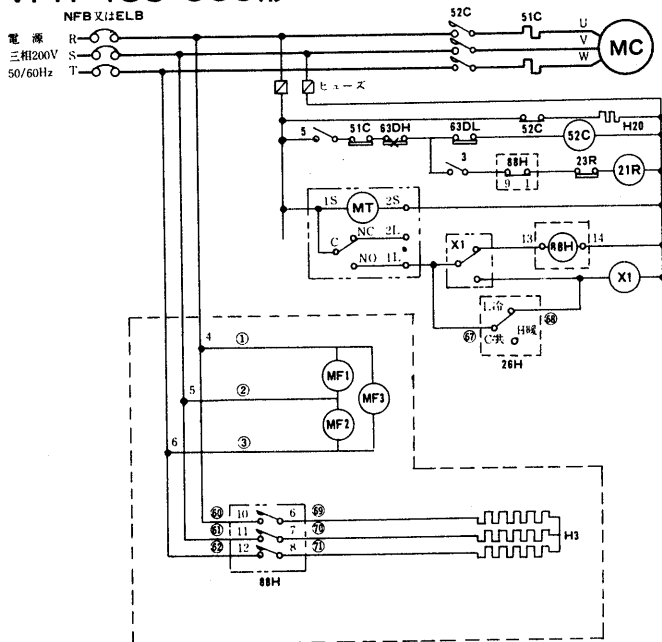 NFB又はELB
電 源 R
三相200V S
50/60Hz T
52C 51C U
V
W
MC
ヒューズ
5 51C 63DH 63DL 52C 52C H20
3 88H 23R 21R
9 1
1S MT 2S
C NC 2L
NO 1L
X1 13 88H 14
X1
L冷
67 C共 H暖 68
26H
4 ①
MF1
5 ② MF3
MF2
6 ③
60 10 6 69
61 11 7 70 H3
62 12 8 71
88H